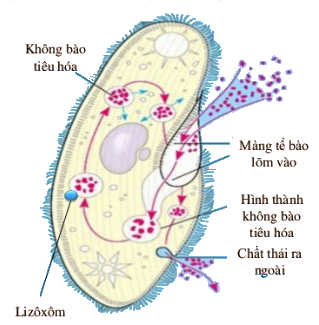 Không bào
tiêu hóa
Màng tế bào
lõm vào
Hình thành
không bào
tiêu hóa
Chất thải ra
ngoài
Lizôxôm